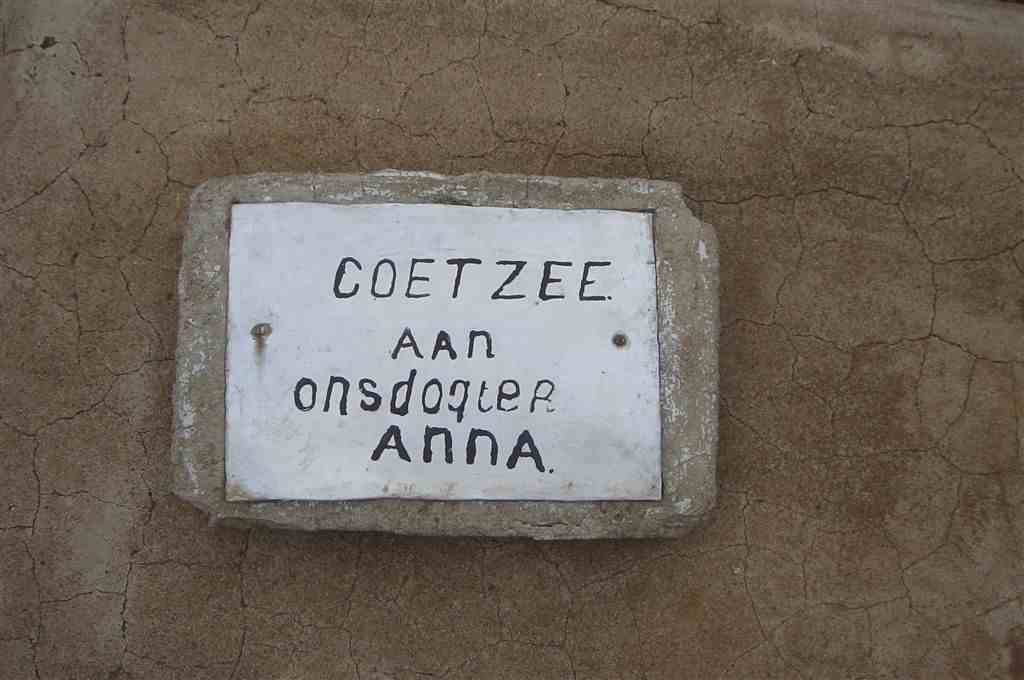 COETZEE.
AAn
onsdogteR
AnnA.